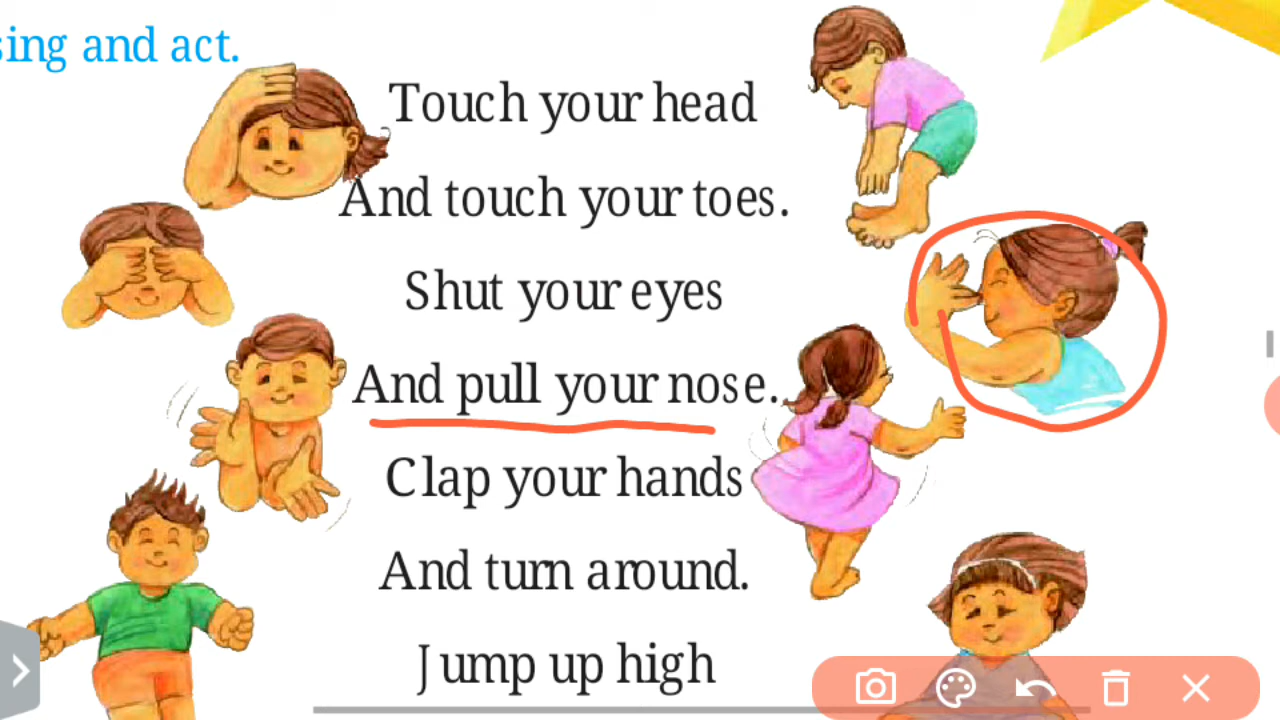 sing and act.
Touch your head
And touch your toes.
Shut your eyes
And pull your nose.
Clap your hands
And turn around.
Jump up high